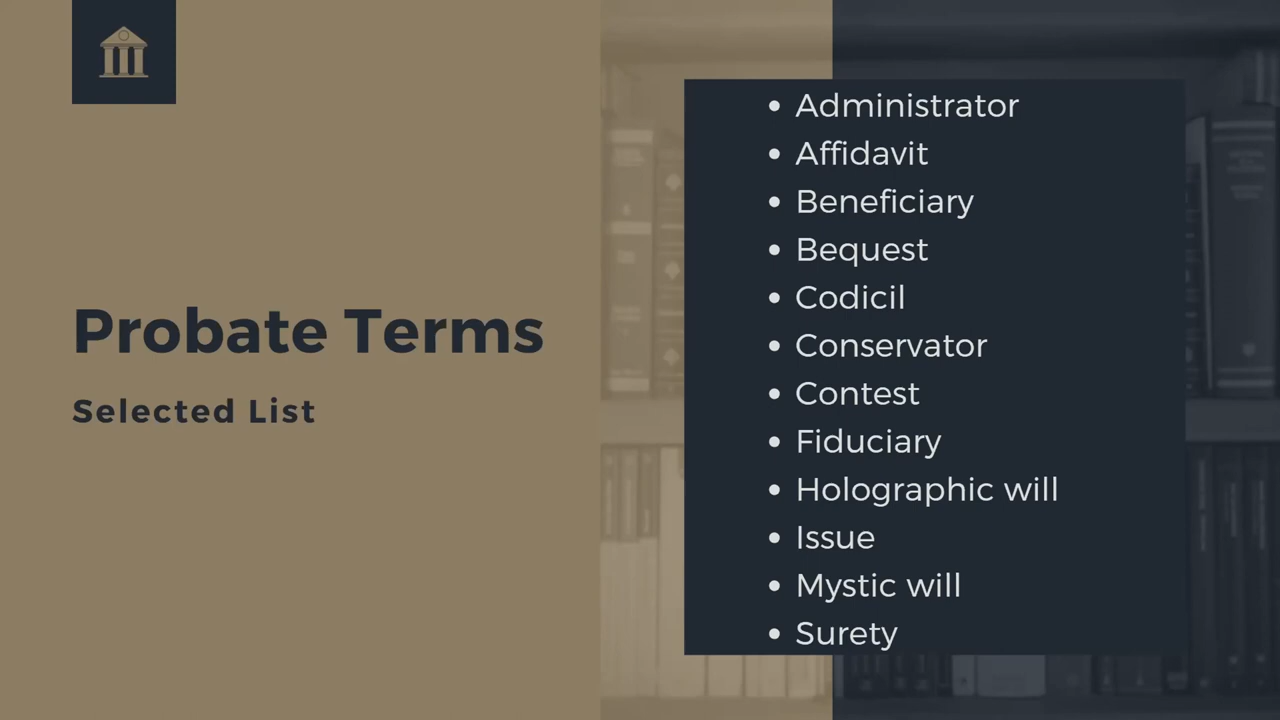 Probate Terms
Selected List
• Administrator
• Affidavit
• Beneficiary
• Bequest
• Codicil
• Conservator
• Contest
• Fiduciary
• Holographic will
• Issue
• Mystic will
• Surety